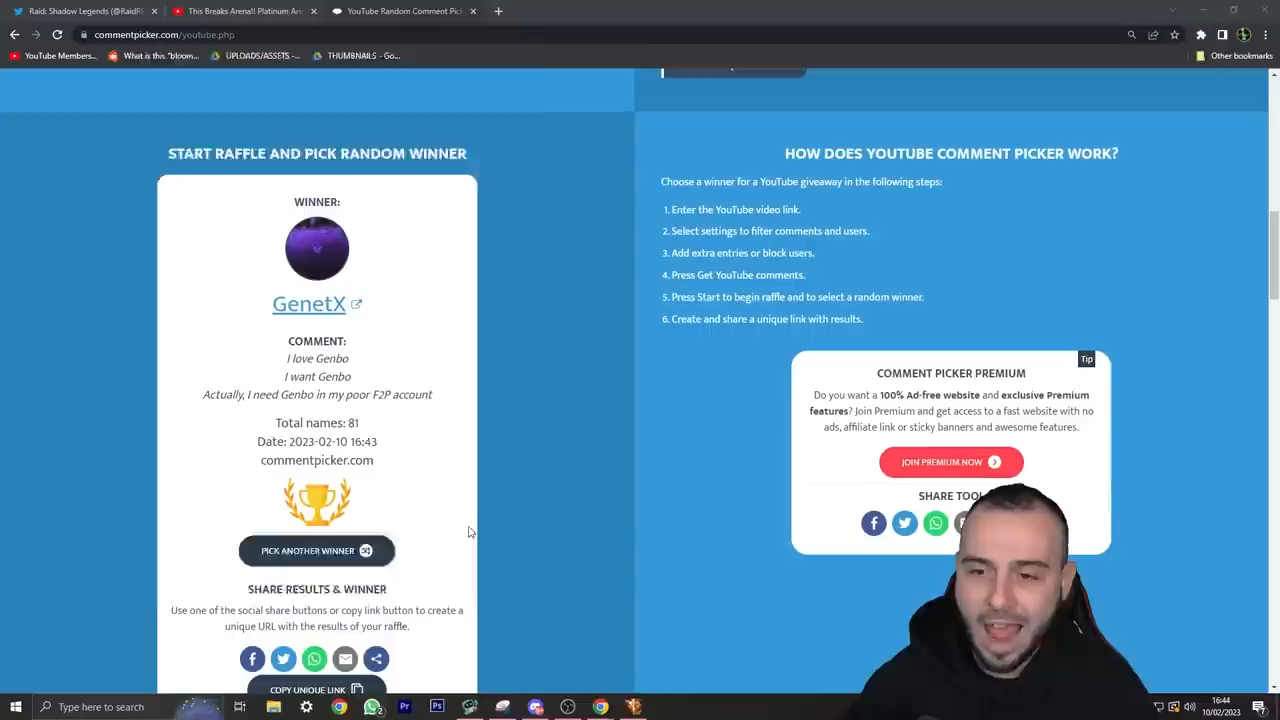 Raid: Shadow Legends (@RaidRI
This Breaks Arena!! Platinum Are
YouTube Random Comment Pick
commentpicker.com/youtube.php
YouTube Members...
What is this "bloom...
UPLOADS/ASSETS -...
THUMBNAILS - Go...
Other bookmarks
START RAFFLE AND PICK RANDOM WINNER
WINNER:
GenetX
COMMENT:
I love Genbo
I want Genbo
Actually, I need Genbo in my poor F2P account
Total names: 81
Date: 2023-02-10 16:43
commentpicker.com
PICK ANOTHER WINNER
SHARE RESULTS & WINNER
Use one of the social share buttons or copy link button to create a
unique URL with the results of your raffle.
COPY UNIQUE LINK
HOW DOES YOUTUBE COMMENT PICKER WORK?
Choose a winner for a YouTube giveaway in the following steps:
1. Enter the YouTube video link.
2. Select settings to filter comments and users.
3. Add extra entries or block users.
4. Press Get YouTube comments.
5. Press Start to begin raffle and to select a random winner.
6. Create and share a unique link with results.
Tip
COMMENT PICKER PREMIUM
Do you want a 100% Ad-free website and exclusive Premium
features? Join Premium and get access to a fast website with no
ads, affiliate link or sticky banners and awesome features.
JOIN PREMIUM NOW
SHARE TOOL
Type here to search
16:44
10/02/2023